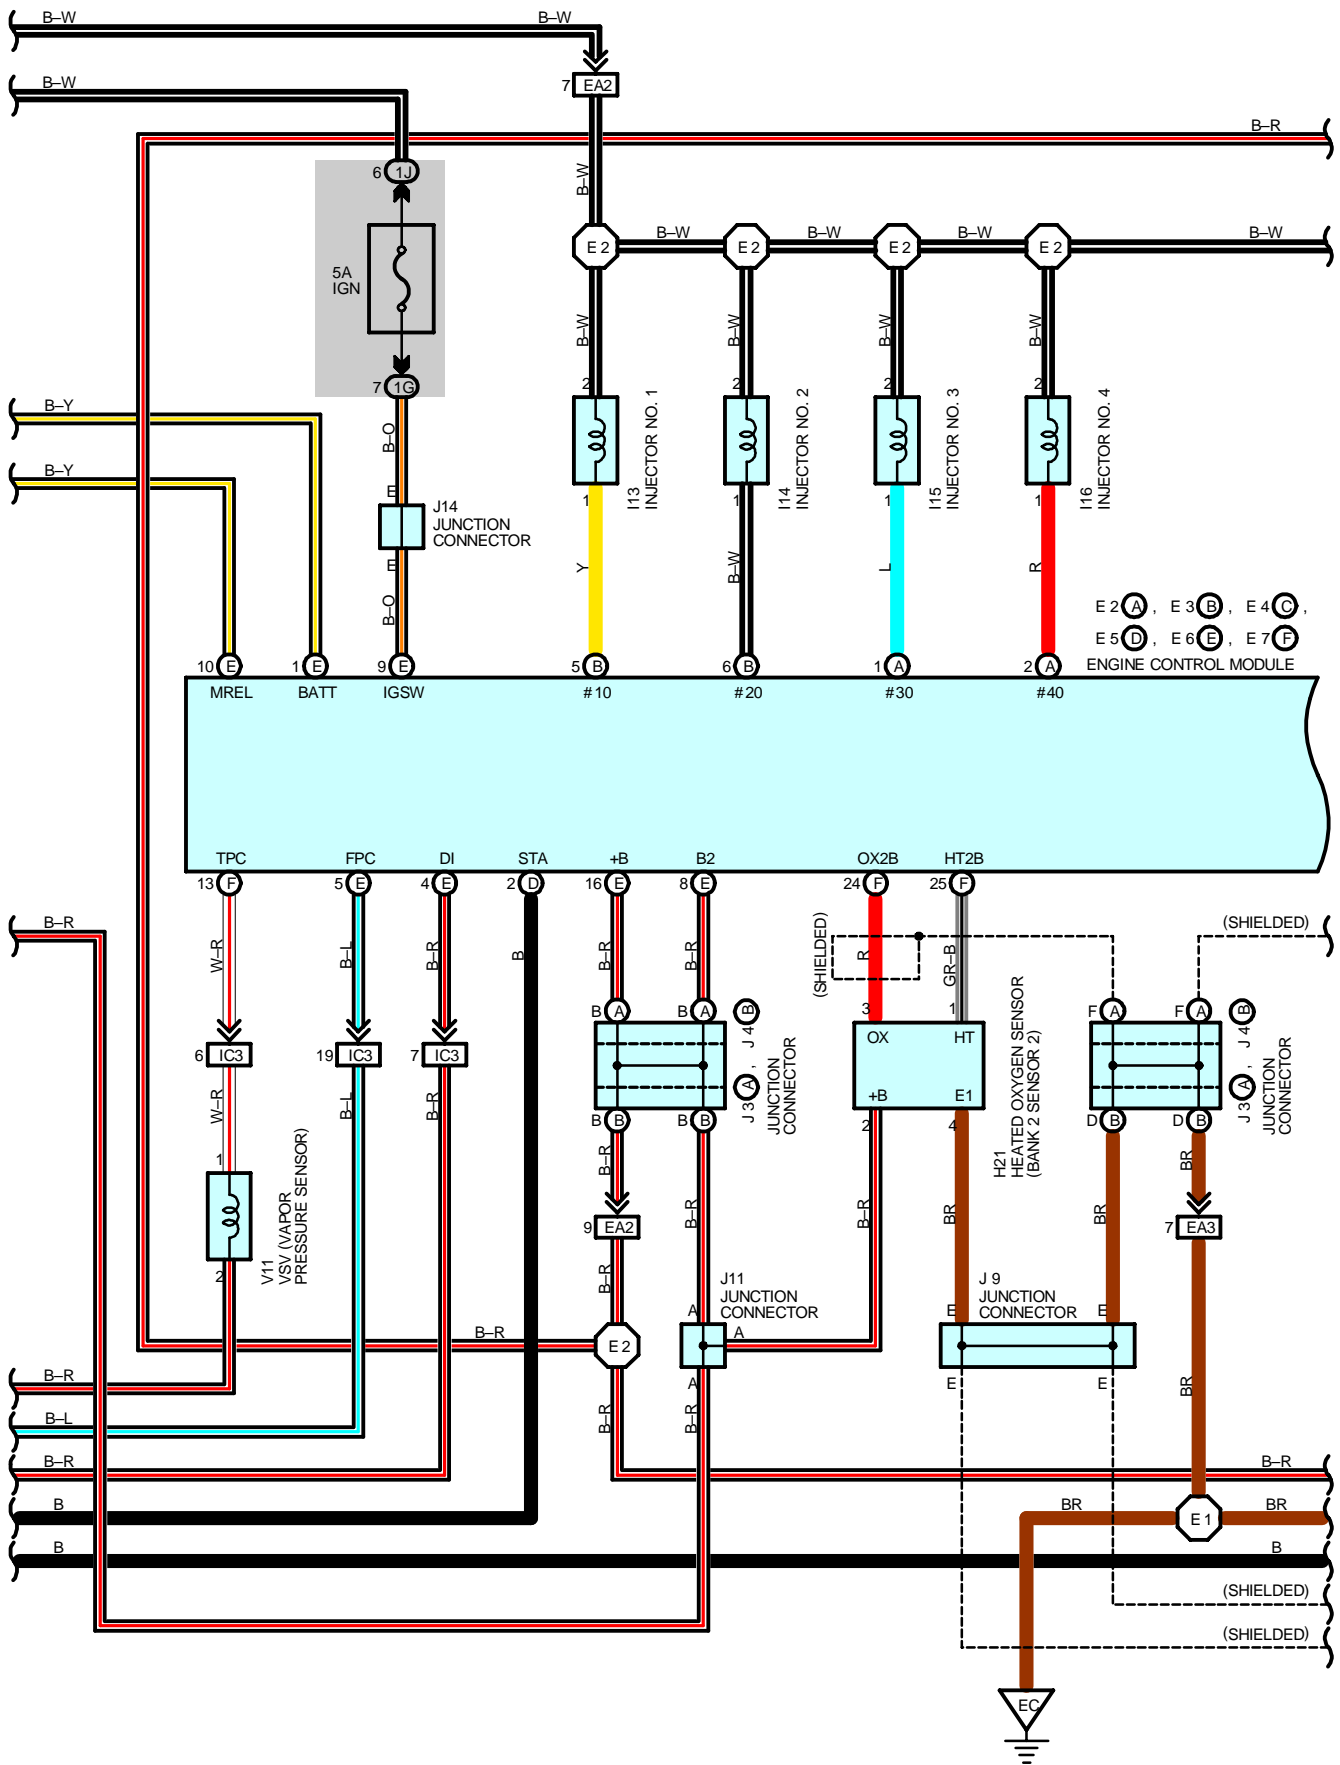 B–W
B–W
B–W
7 EA2
B–R
6 1J
B–W
E 2
B–W
E 2
B–W
E 2
B–W
E 2
B–W
5A
IGN
B–W
B–W
B–W
B–W
7 1G
2
2
2
2
B–Y
B–O
I13
INJECTOR NO. 1
I14
INJECTOR NO. 2
I15
INJECTOR NO. 3
I16
INJECTOR NO. 4
B–Y
E
1
1
1
1
J14
JUNCTION
CONNECTOR
E
Y
B–W
L
R
B–O
E 2 A , E 3 B , E 4 C ,
E 5 D , E 6 E , E 7 F
ENGINE CONTROL MODULE
10 E
1 E
9 E
5 B
6 B
1 A
2 A
MREL
BATT
IGSW
#10
#20
#30
#40
TPC
FPC
DI
STA
+B
B2
OX2B
HT2B
13 F
5 E
4 E
2 D
16 E
8 E
24 F
25 F
B–R
(SHIELDED)
W–R
B–L
B–R
B
B–R
B–R
(SHIELDED)
R
GR–B
B A
B A
3
1
F A
F A
J 3 A , J 4 B
JUNCTION
CONNECTOR
OX
HT
+B
E1
H21
HEATED OXYGEN SENSOR
(BANK 2 SENSOR 2)
J 3 A , J 4 B
JUNCTION
CONNECTOR
6 IC3
19 IC3
7 IC3
W–R
B–L
B–R
B B
B B
2
4
D B
D B
1
B–R
BR
V11
VSV (VAPOR
PRESSURE SENSOR)
B–R
B–R
BR
BR
9 EA2
7 EA3
2
B–R
J11
JUNCTION
CONNECTOR
J 9
JUNCTION
CONNECTOR
A
E
E
B–R
E 2
A
B–R
A
E
E
B–L
B–R
B–R
BR
B–R
B–R
B
BR
E 1
BR
B
B
(SHIELDED)
(SHIELDED)
EC